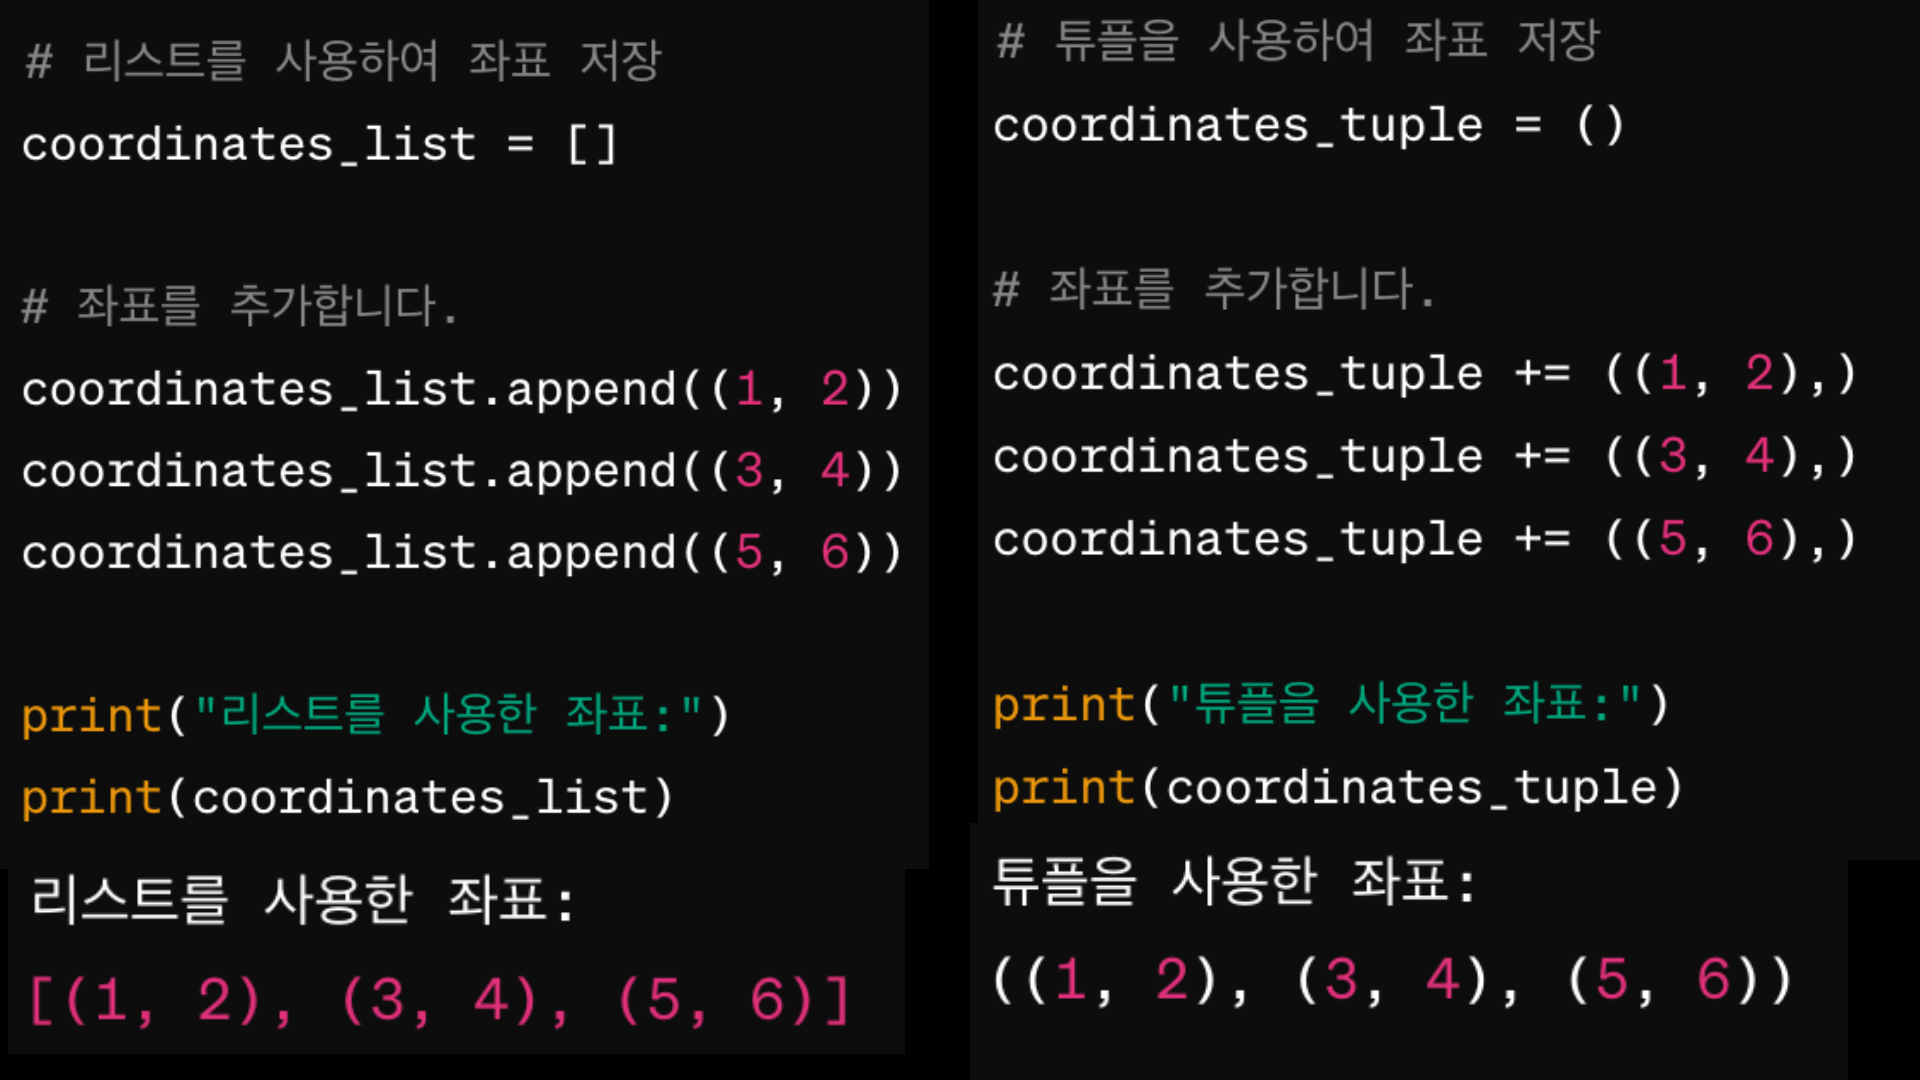 # 리스트를 사용하여 좌표 저장
coordinates_list = []
# 좌표를 추가합니다.
coordinates_list.append((1, 2))
coordinates_list.append((3, 4))
coordinates_list.append((5, 6))
print("리스트를 사용한 좌표:")
print(coordinates_list)
리스트를 사용한 좌표:
[(1, 2), (3, 4), (5, 6)]
# 튜플을 사용하여 좌표 저장
coordinates_tuple = ()
# 좌표를 추가합니다.
coordinates_tuple += ((1, 2),)
coordinates_tuple += ((3, 4),)
coordinates_tuple += ((5, 6),)
print("튜플을 사용한 좌표:")
print(coordinates_tuple)
튜플을 사용한 좌표:
((1, 2), (3, 4), (5, 6))